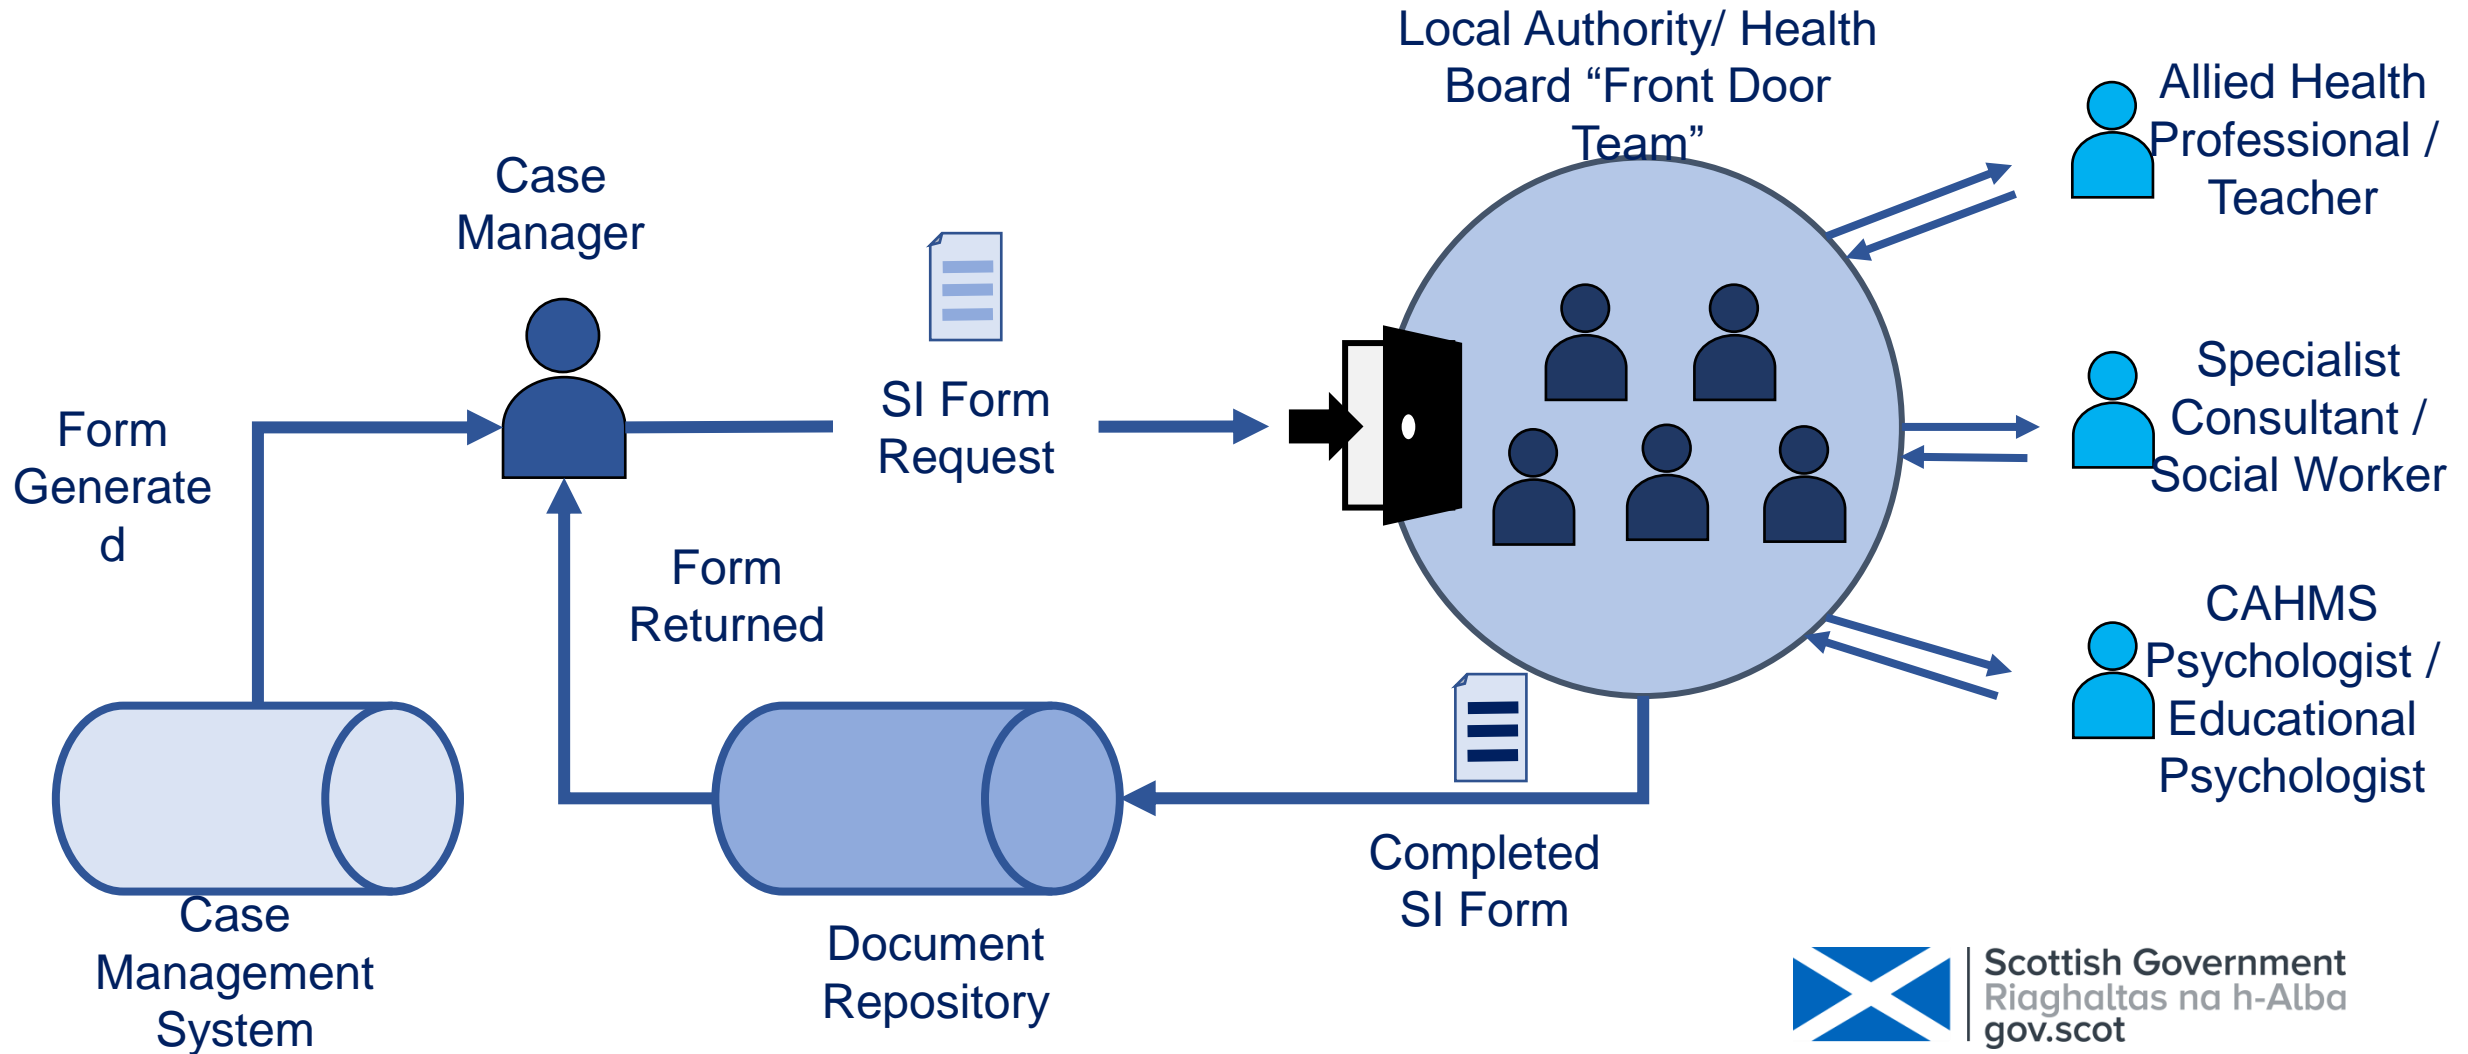 Local Authority/ Health
Board “Front Door
Team”
Allied Health
Professional /
Teacher
Case
Manager
SI Form
Request
Specialist
Consultant /
Social Worker
Form
Generate
d
Form
Returned
CAHMS
Psychologist /
Educational
Psychologist
Completed
SI Form
Case
Management
System
Document
Repository
Scottish Government
Riaghaltas na h-Alba
gov.scot